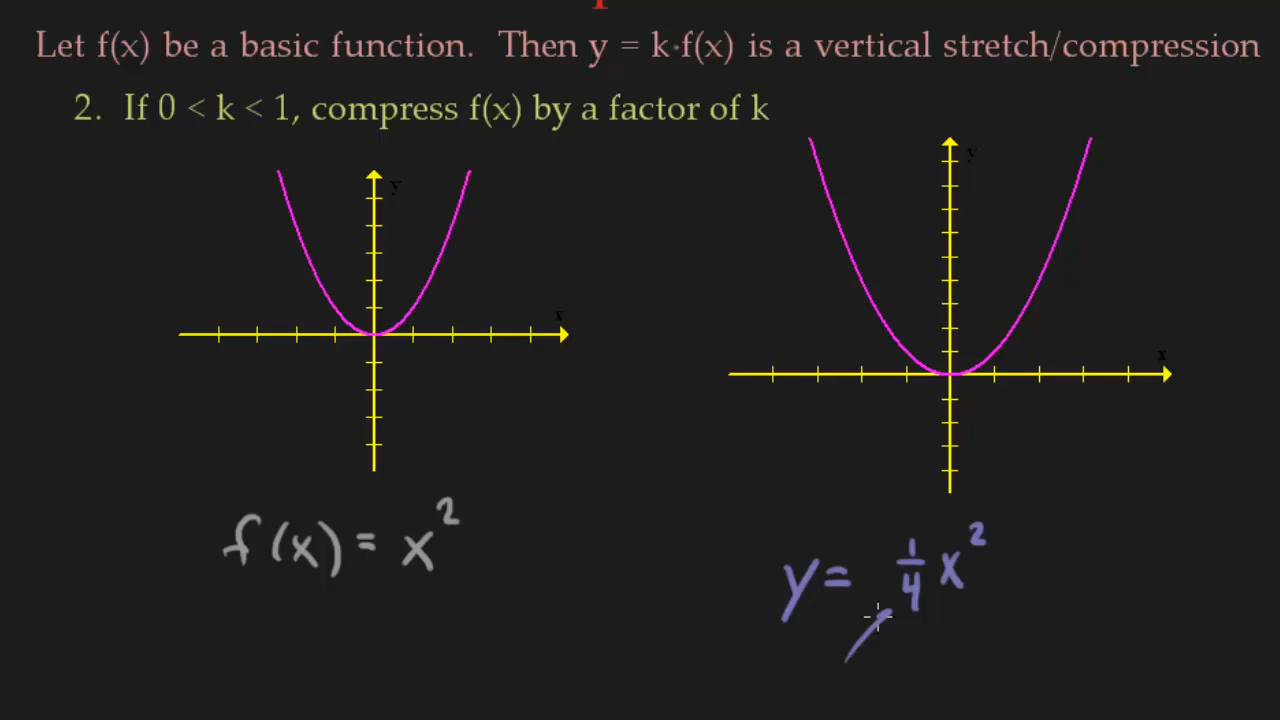 Let f(x) be a basic function. Then y = k·f(x) is a vertical stretch/compression
2. If 0 < k < 1, compress f(x) by a factor of k
y
y
x
x
f(x) = x²
y = 1/4 x²